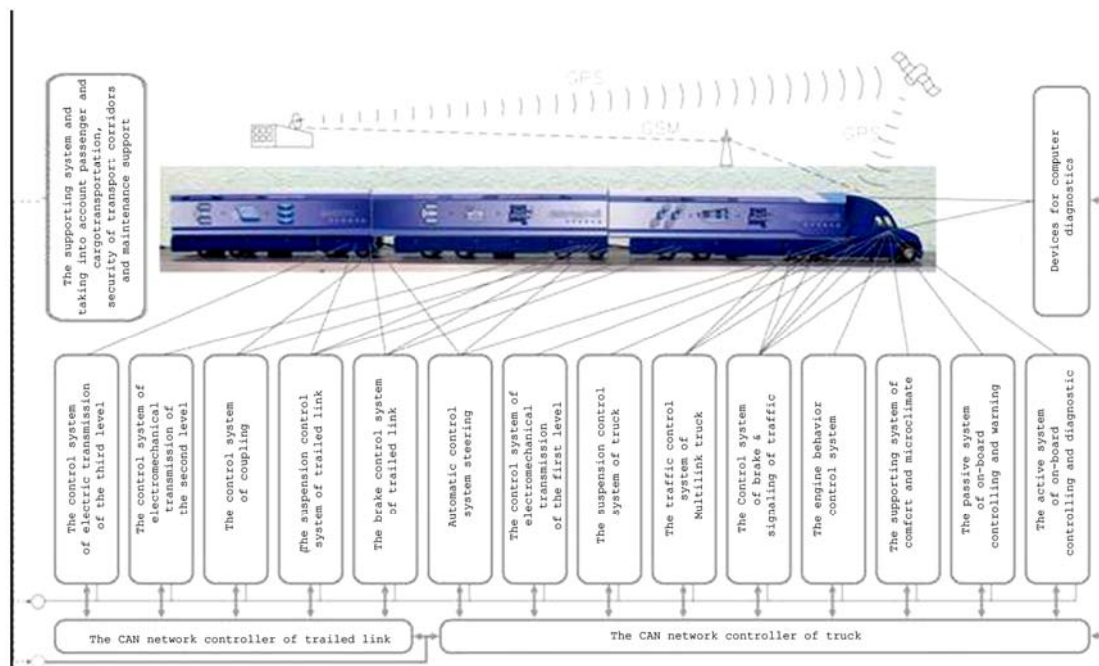 GPS
GSM
GPS
The supporting system and
taking into account passenger and
cargotransportation,
security of transport corridors
and maintenance support
Devices for computer
diagnostics
The control system
of electric transmission
of the third level
The control system of
electromechanical
transmission of
the second level
The control system
of coupling
The suspension control
system of trailed link
The brake control system
of trailed link
Automatic control
system steering
The control system of
electromechanical
transmission
of the first level
The suspension control
system of truck
The traffic control
system of
Multilink truck
The Control system
of brake &
signaling of traffic
The engine behavior
control system
The supporting system of
comfort and microclimate
The passive system
of on-board
controlling and warning
The active system
of on-board
controlling and diagnostic
The CAN network controller of trailed link
The CAN network controller of truck